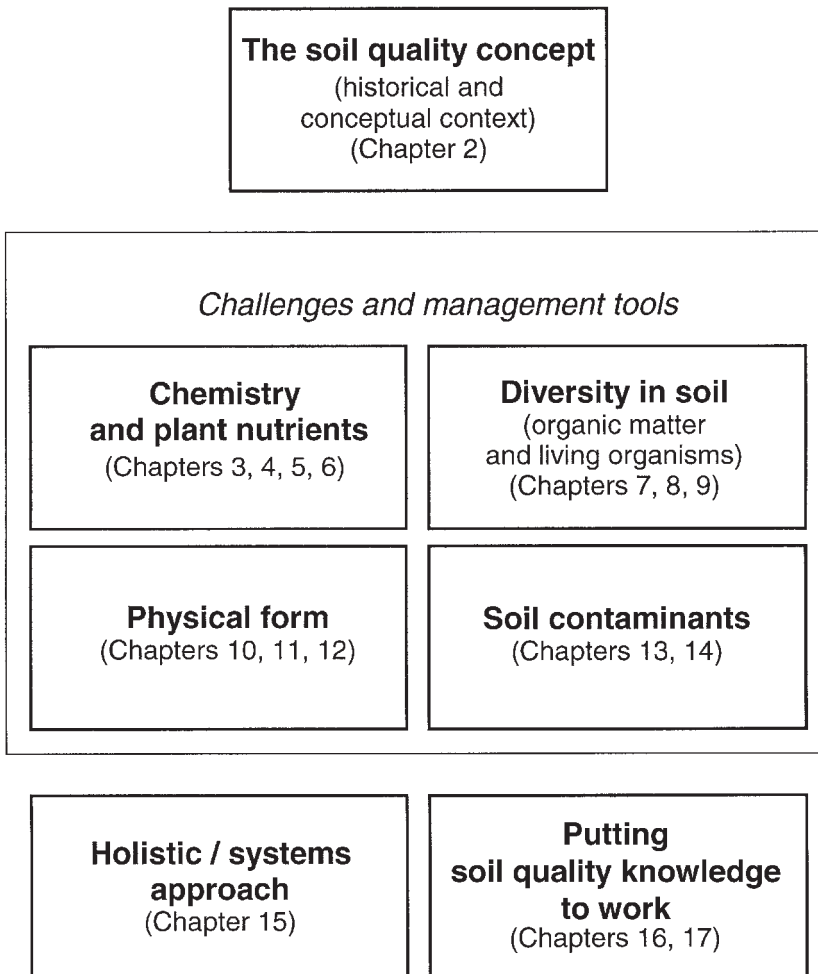 The soil quality concept
(historical and
conceptual context)
(Chapter 2)
Challenges and management tools
Chemistry
and plant nutrients
(Chapters 3, 4, 5, 6)
Diversity in soil
(organic matter
and living organisms)
(Chapters 7, 8, 9)
Physical form
(Chapters 10, 11, 12)
Soil contaminants
(Chapters 13, 14)
Holistic / systems
approach
(Chapter 15)
Putting
soil quality knowledge
to work
(Chapters 16, 17)